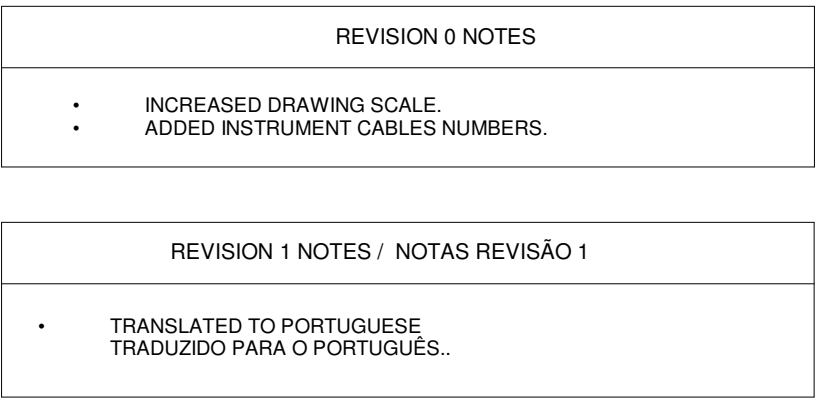 REVISION 0 NOTES
• INCREASED DRAWING SCALE.
• ADDED INSTRUMENT CABLES NUMBERS.
REVISION 1 NOTES / NOTAS REVISÃO 1
• TRANSLATED TO PORTUGUESE
TRADUZIDO PARA O PORTUGUÊS..